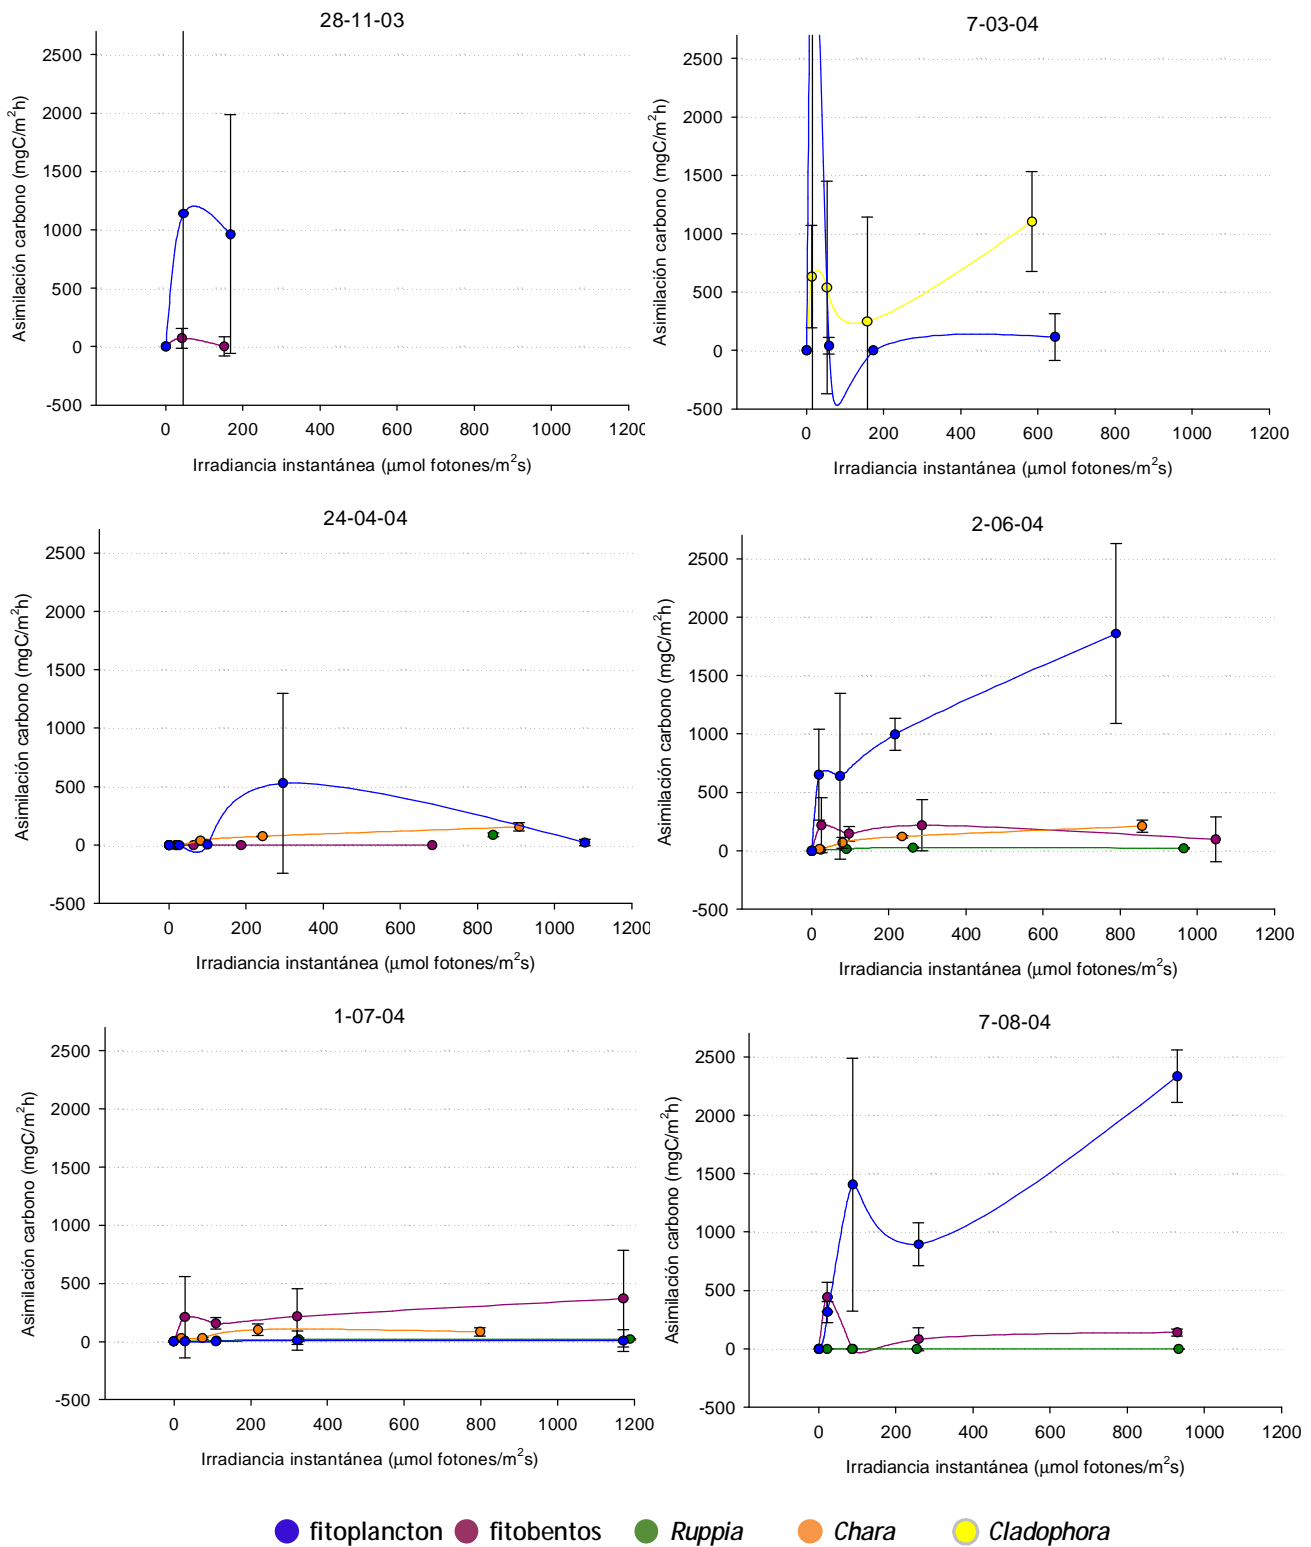 28-11-03
2500
2000
1500
1000
500
0
-500
Asimilación carbono (mgC/m²h)
0 200 400 600 800 1000 1200
Irradiancia instantánea (µmol fotones/m²s)
7-03-04
2500
2000
1500
1000
500
0
-500
Asimilación carbono (mgC/m²h)
0 200 400 600 800 1000 1200
Irradiancia instantánea (µmol fotones/m²s)
24-04-04
2500
2000
1500
1000
500
0
-500
Asimilación carbono (mgC/m²h)
0 200 400 600 800 1000 1200
Irradiancia instantánea (µmol fotones/m²s)
2-06-04
2500
2000
1500
1000
500
0
-500
Asimilación carbono (mgC/m²h)
0 200 400 600 800 1000 1200
Irradiancia instantánea (µmol fotones/m²s)
1-07-04
2500
2000
1500
1000
500
0
-500
Asimilación carbono (mgC/m²h)
0 200 400 600 800 1000 1200
Irradiancia instantánea (µmol fotones/m²s)
7-08-04
2500
2000
1500
1000
500
0
-500
Asimilación carbono (mgC/m²h)
0 200 400 600 800 1000 1200
Irradiancia instantánea (µmol fotones/m²s)
fitoplancton fitobentos Ruppia Chara Cladophora